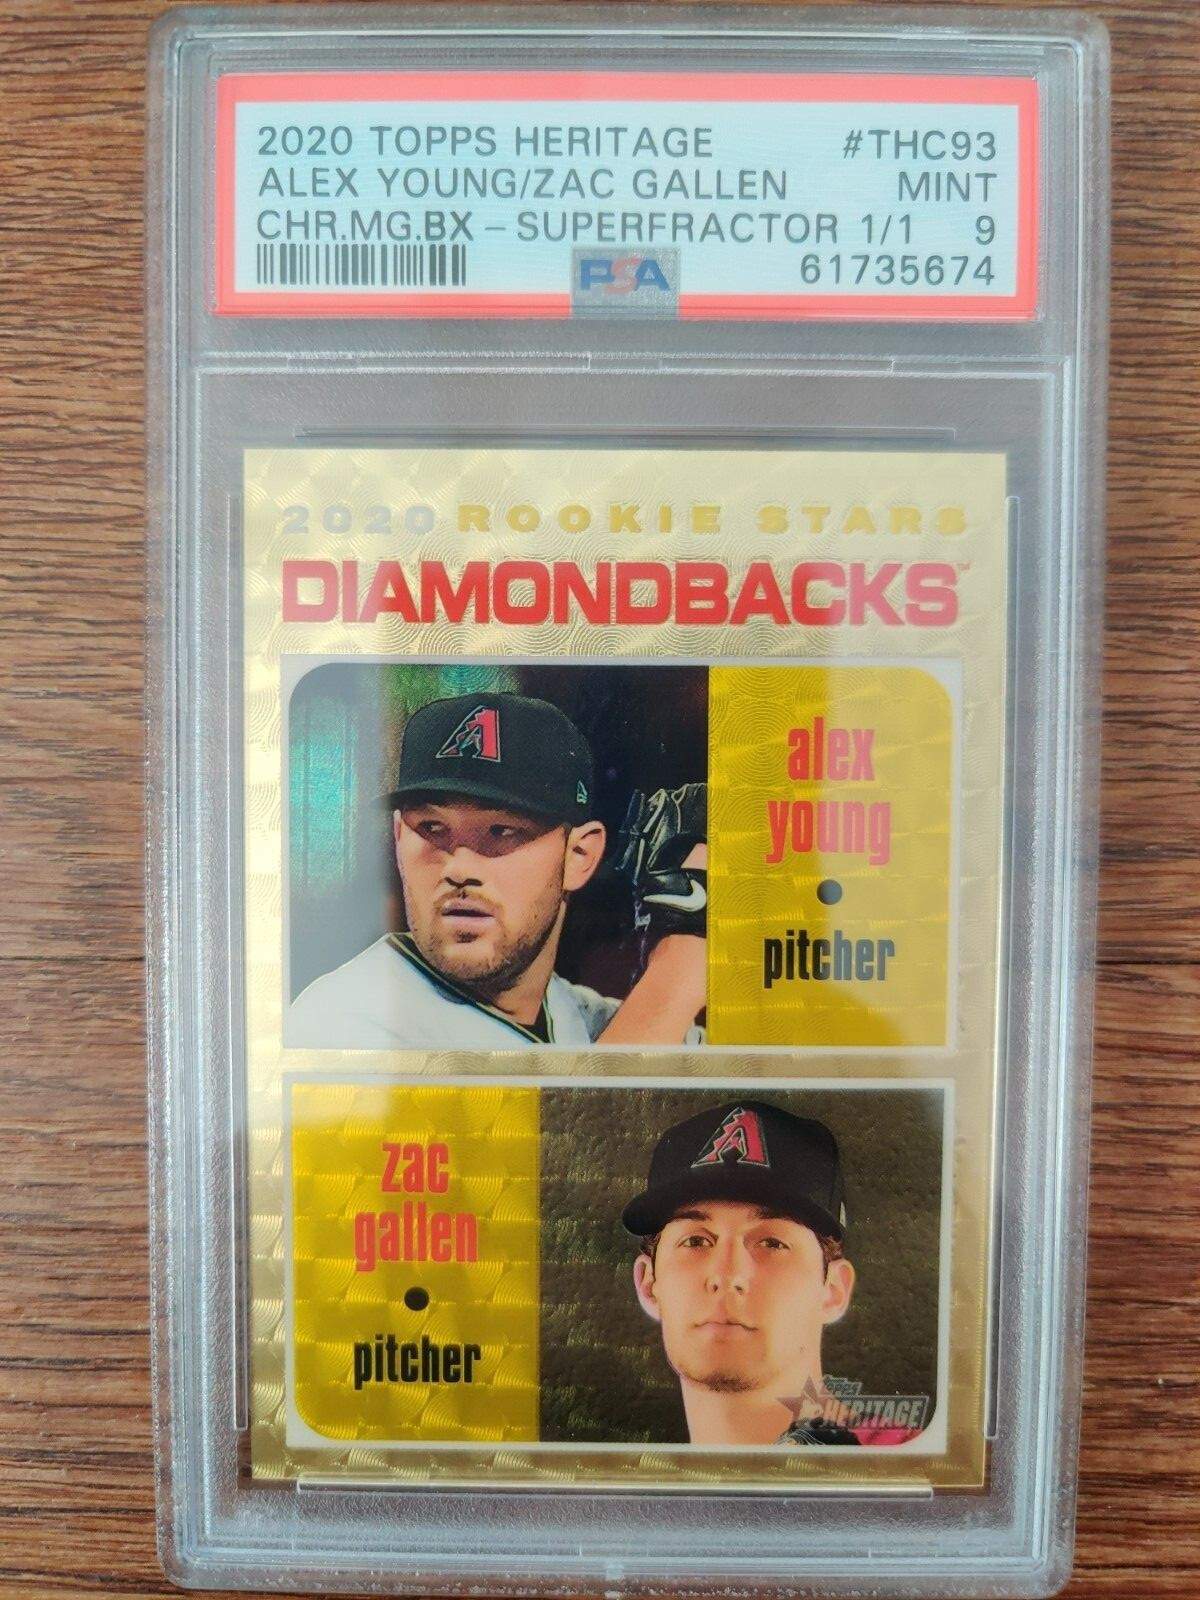 2020 TOPPS HERITAGE #THC93
ALEX YOUNG/ZAC GALLEN MINT
CHR.MG.BX - SUPERFRACTOR 1/1 9
PSA 61735674
2020 ROOKIE STARS
DIAMONDBACKS™
alex
young
pitcher
zac
gallen
pitcher
TOPPS
HERITAGE